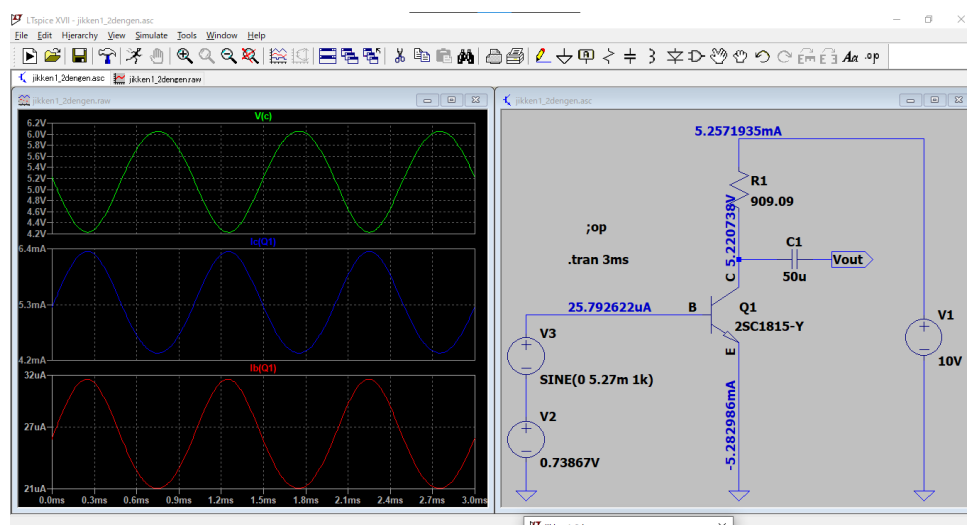 LTspice XVII - jikken1_2dengen.asc
File Edit Hierarchy View Simulate Tools Window Help
jikken1_2dengen.asc jikken1_2dengen.raw
jikken1_2dengen.raw
V(c)
6.2V
6.0V
5.8V
5.6V
5.4V
5.2V
5.0V
4.8V
4.6V
4.4V
4.2V
Ic(Q1)
6.4mA
5.3mA
4.2mA
Ib(Q1)
32uA
27uA
21uA
0.0ms 0.3ms 0.6ms 0.9ms 1.2ms 1.5ms 1.8ms 2.1ms 2.4ms 2.7ms 3.0ms
jikken1_2dengen.asc
5.2571935mA
R1
909.09
5.220738V
;op
.tran 3ms
C1
Vout
50u
C
25.792622uA
B
Q1
2SC1815-Y
E
V3
SINE(0 5.27m 1k)
V2
0.73867V
-5.282986mA
V1
10V